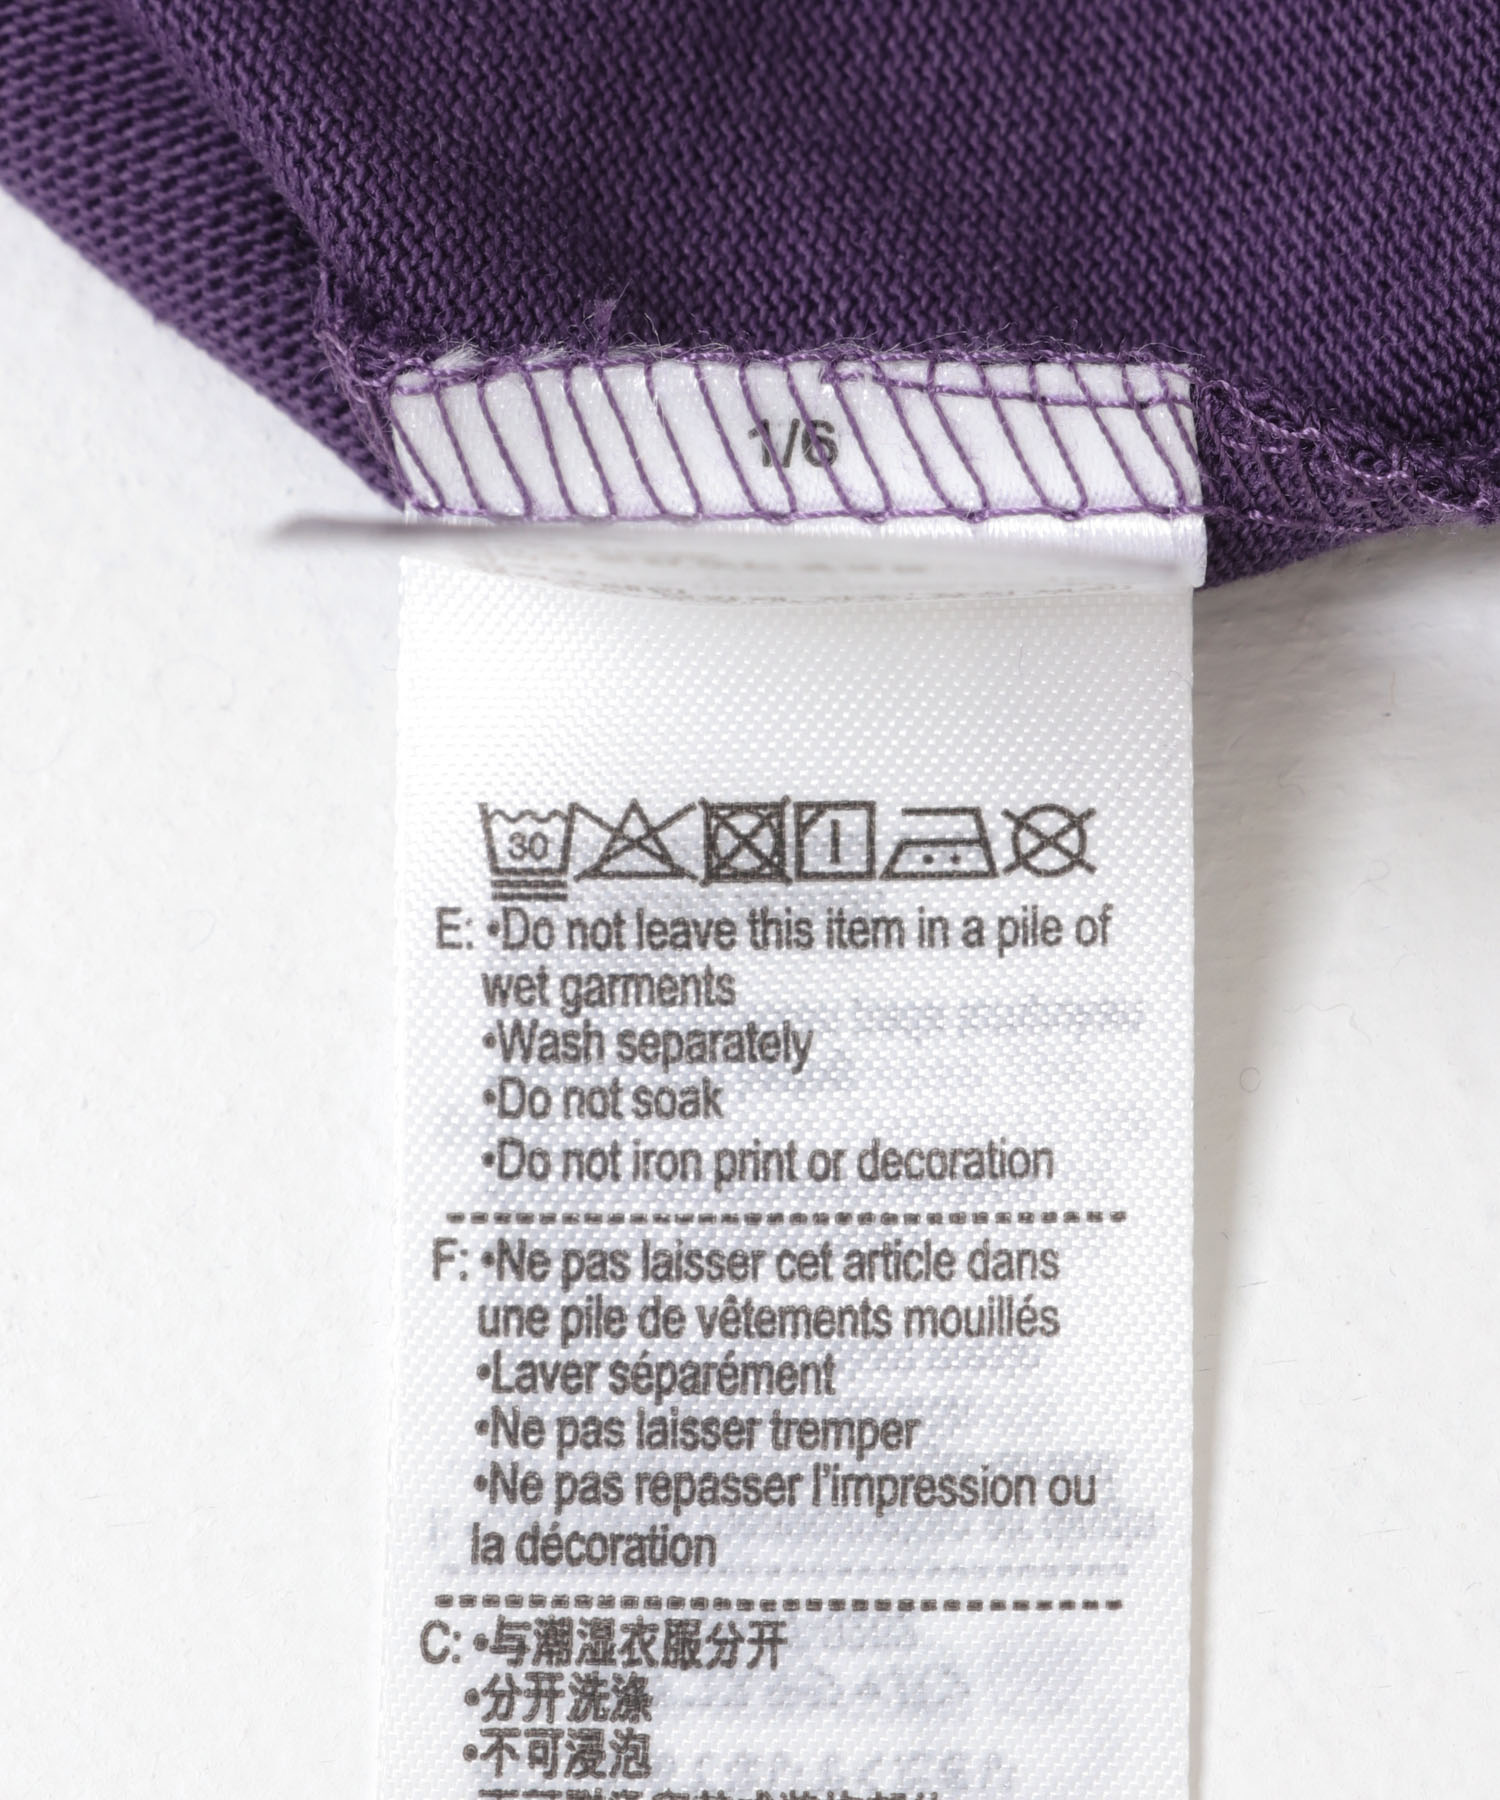 1/6
30
E: •Do not leave this item in a pile of
wet garments
•Wash separately
•Do not soak
•Do not iron print or decoration
F: •Ne pas laisser cet article dans
une pile de vêtements mouillés
•Laver séparément
•Ne pas laisser tremper
•Ne pas repasser l'impression ou
la décoration
C: •与潮湿衣服分开
•分开洗涤
•不可浸泡